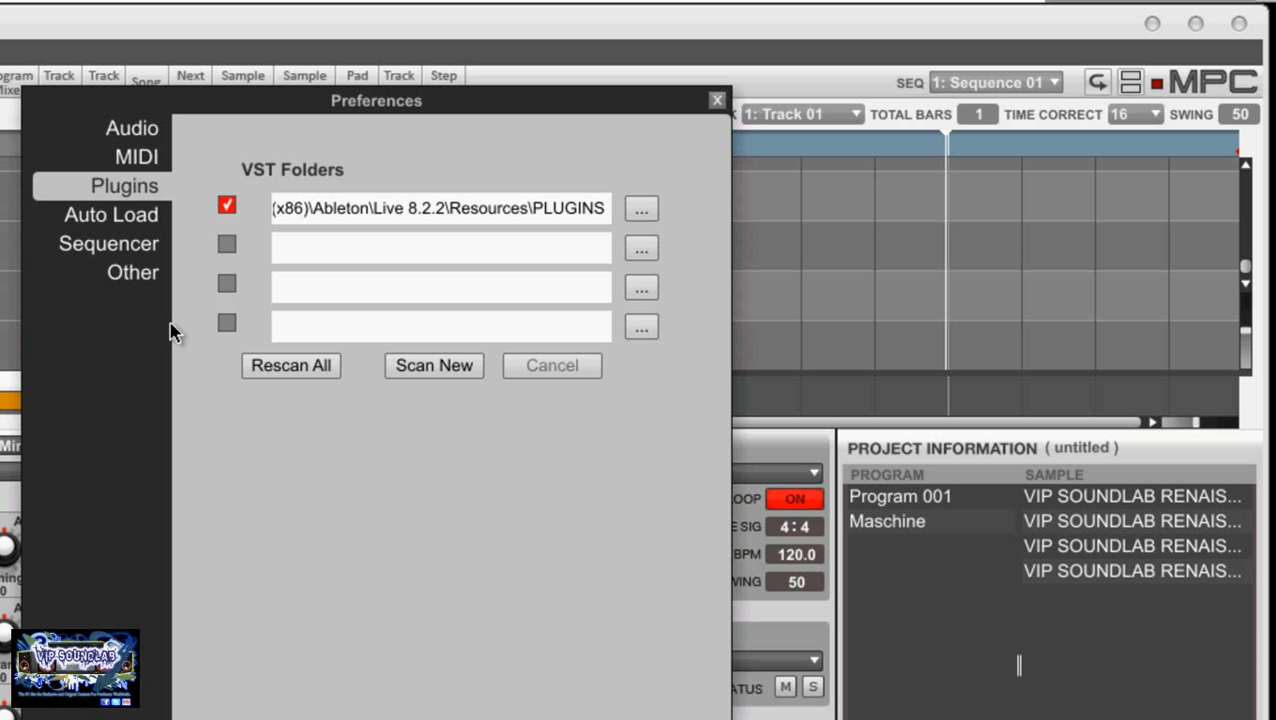 Track Track Song Next Sample Sample Pad Track Step
SEQ 1: Sequence 01 MPC
Preferences X
1: Track 01 TOTAL BARS 1 TIME CORRECT 16 SWING 50
Audio
MIDI
Plugins
Auto Load
Sequencer
Other
VST Folders
(x86)\Ableton\Live 8.2.2\Resources\PLUGINS ...
...
...
...
Rescan All Scan New Cancel
PROJECT INFORMATION ( untitled )
PROGRAM SAMPLE
Program 001 VIP SOUNDLAB RENAIS...
Maschine VIP SOUNDLAB RENAIS...
VIP SOUNDLAB RENAIS...
VIP SOUNDLAB RENAIS...
OOP ON
E SIG 4:4
BPM 120.0
WING 50
ATUS M S
VIP SOUNDLAB